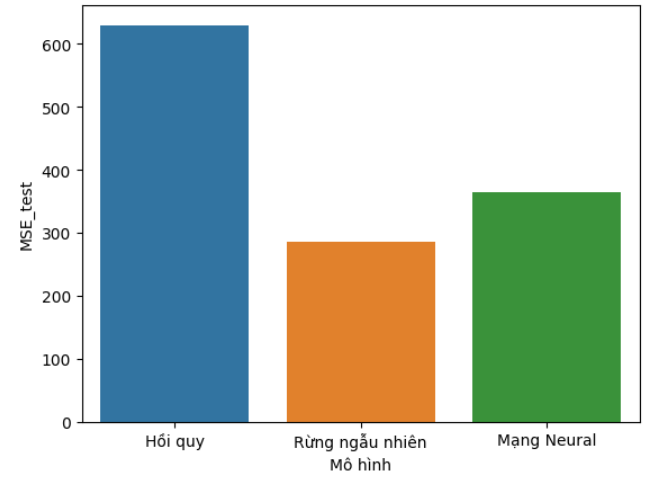 600
500
400
300
200
100
0
MSE_test
Hồi quy
Rừng ngẫu nhiên
Mạng Neural
Mô hình